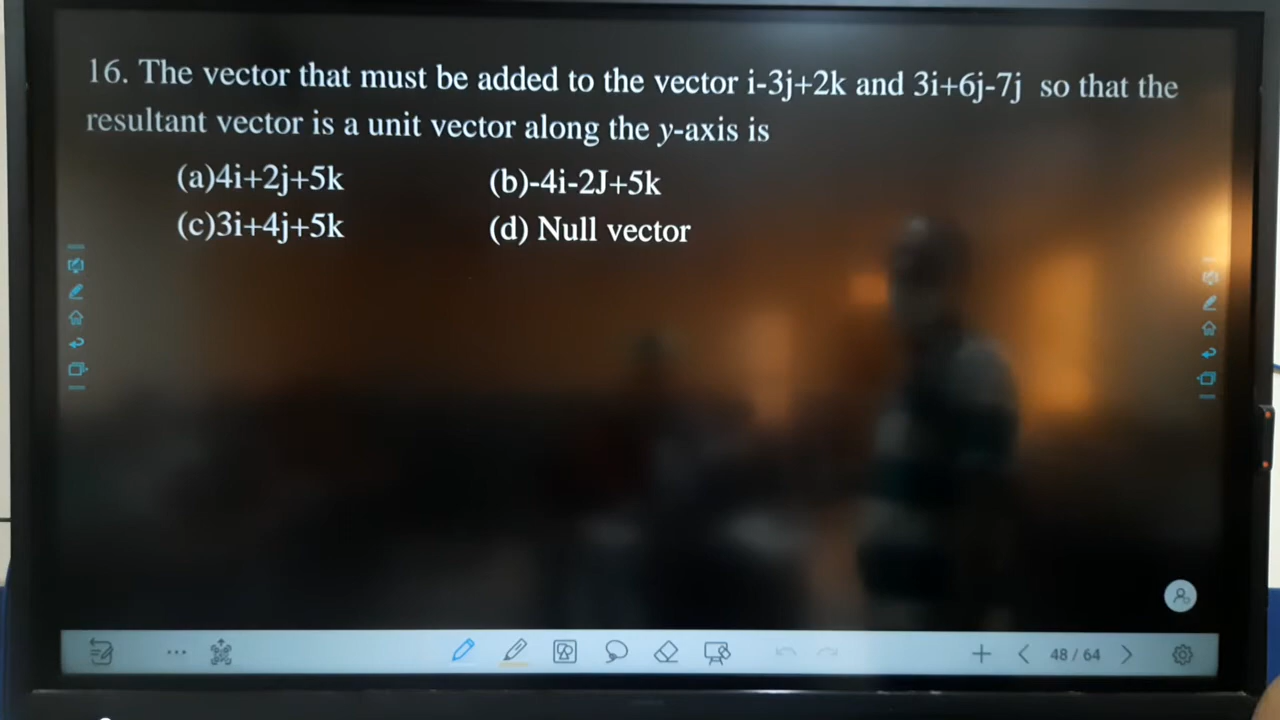 16. The vector that must be added to the vector i-3j+2k and 3i+6j-7j so that the
resultant vector is a unit vector along the y-axis is
(a)4i+2j+5k (b)-4i-2J+5k
(c)3i+4j+5k (d) Null vector
48 / 64